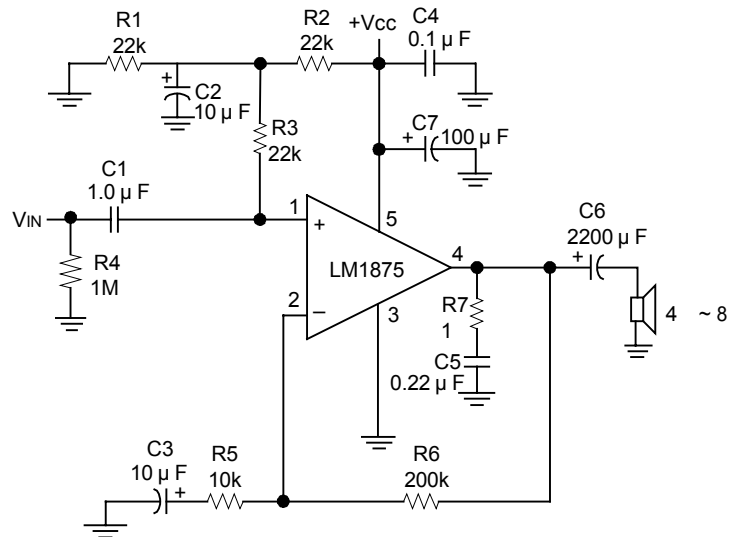 R1
22k
R2
22k
+Vcc
C4
0.1 µ F
+
C2
10 µ F
R3
22k
+
C7
100 µ F
C1
1.0 µ F
VIN
R4
1M
1
+
5
LM1875
4
2
−
3
C6
2200 µ F
+
R7
1
C5
0.22 µ F
4 ~ 8
C3
10 µ F
+
R5
10k
R6
200k